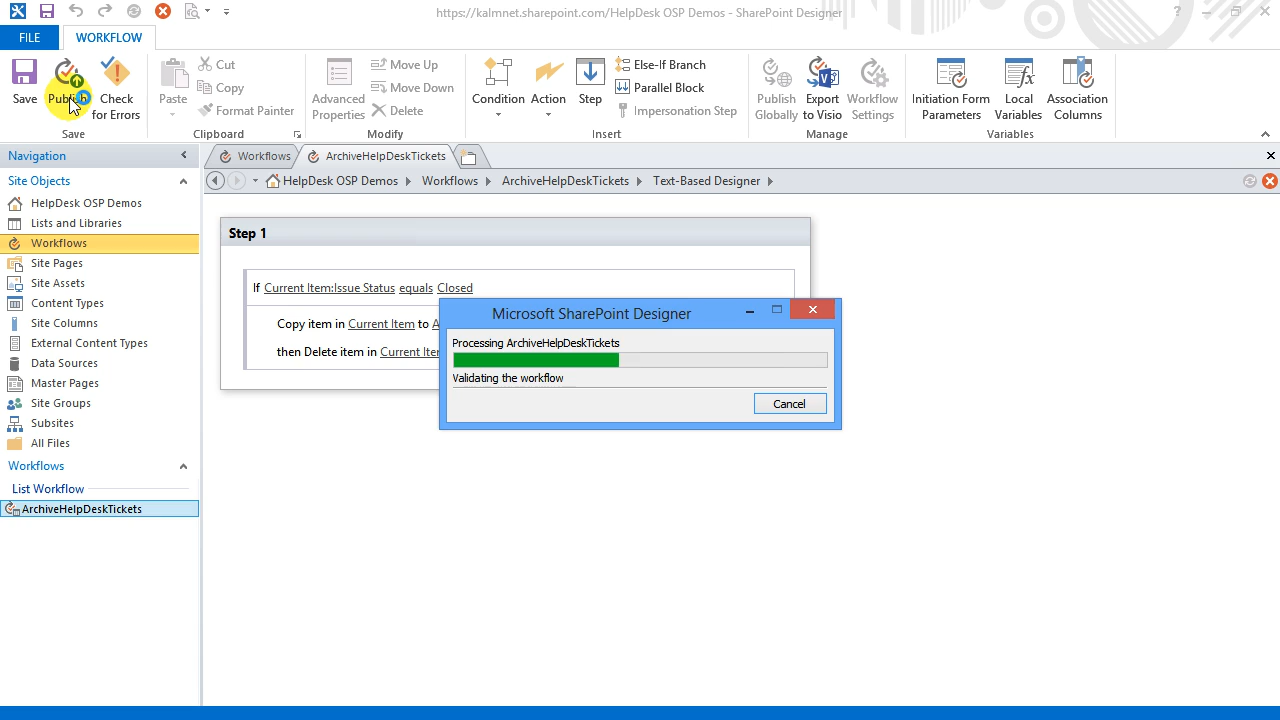 https://kalmnet.sharepoint.com/HelpDesk OSP Demos - SharePoint Designer
FILE
WORKFLOW
Save
Check for Errors
Save
Paste
Cut
Copy
Format Painter
Clipboard
Advanced Properties
Move Up
Move Down
Delete
Modify
Condition
Action
Step
Else-If Branch
Parallel Block
Impersonation Step
Insert
Publish Globally
Export to Visio
Workflow Settings
Manage
Initiation Form Parameters
Local Variables
Association Columns
Variables
Navigation
Site Objects
HelpDesk OSP Demos
Lists and Libraries
Workflows
Site Pages
Site Assets
Content Types
Site Columns
External Content Types
Data Sources
Master Pages
Site Groups
Subsites
All Files
Workflows
List Workflow
ArchiveHelpDeskTickets
Workflows
ArchiveHelpDeskTickets
HelpDesk OSP Demos
Workflows
ArchiveHelpDeskTickets
Text-Based Designer
Step 1
If Current Item:Issue Status equals Closed
Copy item in Current Item to
then Delete item in Current
Microsoft SharePoint Designer
Processing ArchiveHelpDeskTickets
Validating the workflow
Cancel